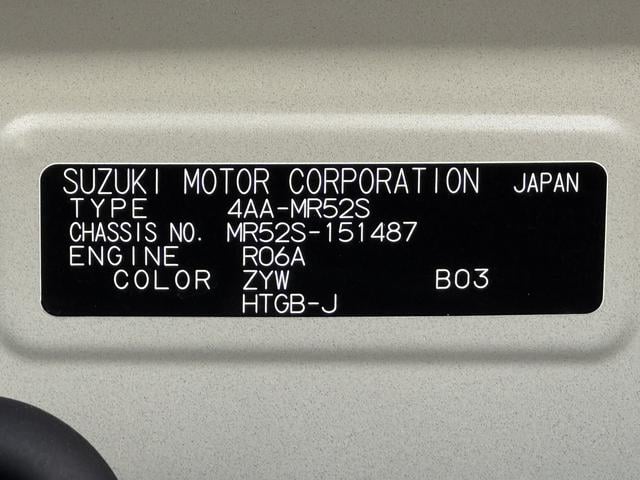 SUZUKI MOTOR CORPORATION JAPAN
TYPE 4AA-MR52S
CHASSIS NO. MR52S-151487
ENGINE R06A
COLOR ZYW B03
HTGB-J